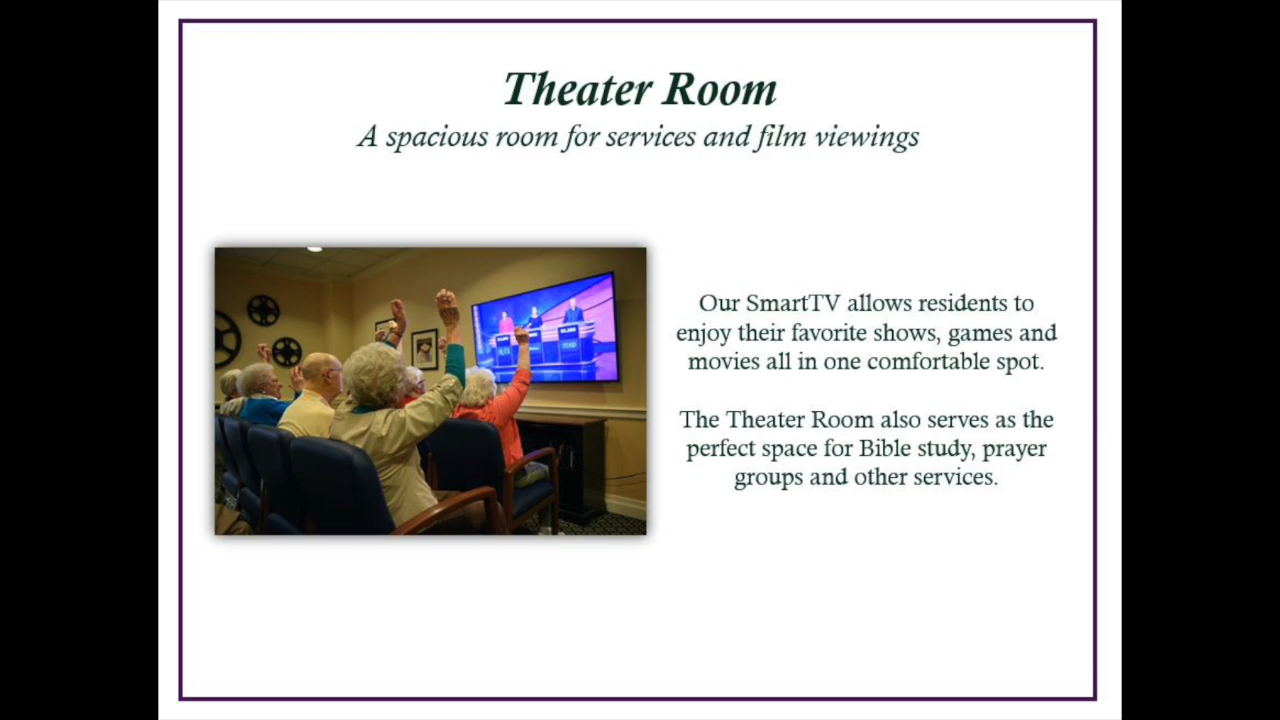 Theater Room
A spacious room for services and film viewings
Our SmartTV allows residents to
enjoy their favorite shows, games and
movies all in one comfortable spot.
The Theater Room also serves as the
perfect space for Bible study, prayer
groups and other services.